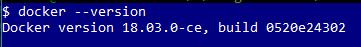 $ docker --version
Docker version 18.03.0-ce, build 0520e24302